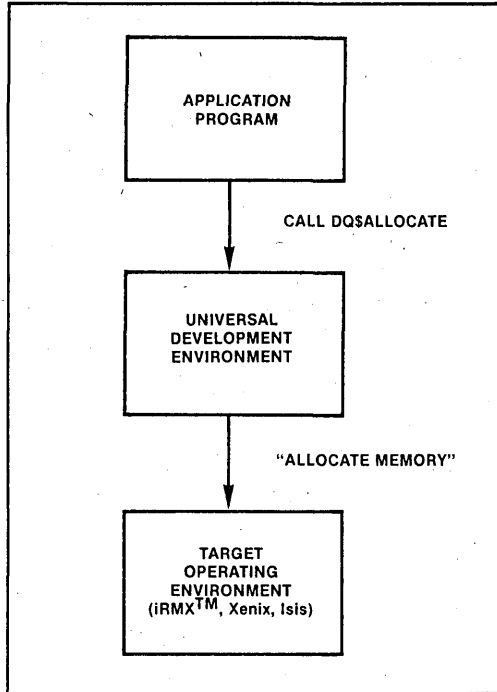 APPLICATION
PROGRAM
CALL DQ$ALLOCATE
UNIVERSAL
DEVELOPMENT
ENVIRONMENT
“ALLOCATE MEMORY”
TARGET
OPERATING
ENVIRONMENT
(iRMX™, Xenix, Isis)